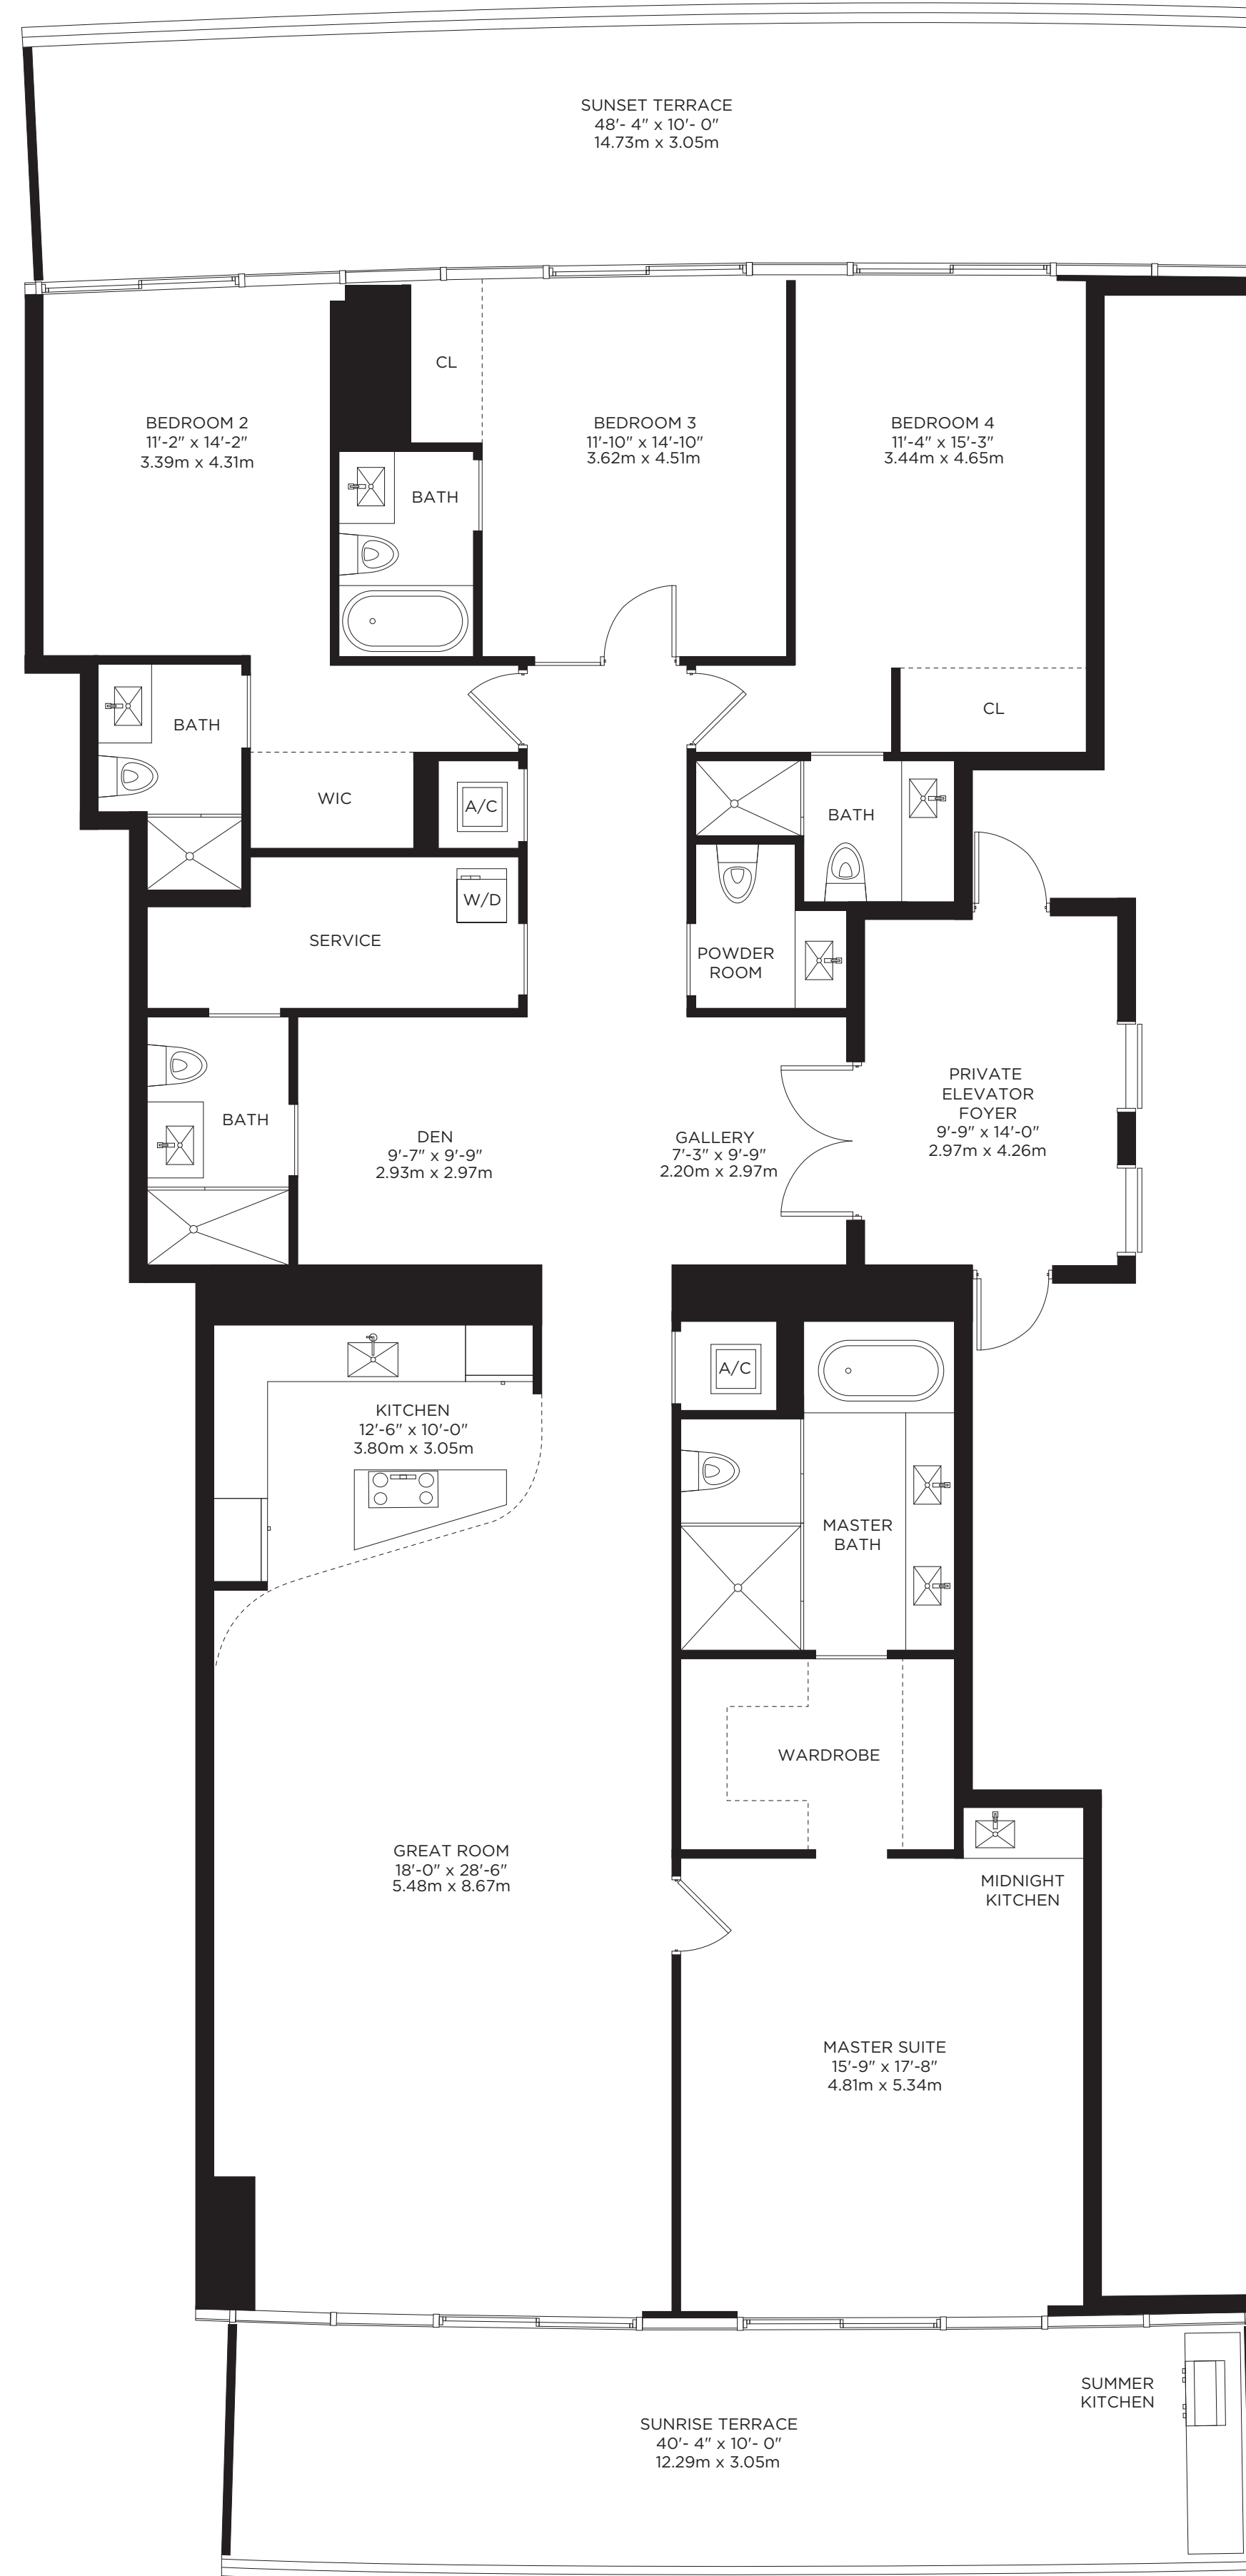 SUNSET TERRACE
48'- 4" x 10'- 0"
14.73m x 3.05m
CL
BEDROOM 2
11'-2" x 14'-2"
3.39m x 4.31m
BEDROOM 3
11'-10" x 14'-10"
3.62m x 4.51m
BEDROOM 4
11'-4" x 15'-3"
3.44m x 4.65m
BATH
CL
BATH
WIC
A/C
BATH
W/D
SERVICE
POWDER
ROOM
BATH
DEN
9'-7" x 9'-9"
2.93m x 2.97m
GALLERY
7'-3" x 9'-9"
2.20m x 2.97m
PRIVATE
ELEVATOR
FOYER
9'-9" x 14'-0"
2.97m x 4.26m
A/C
KITCHEN
12'-6" x 10'-0"
3.80m x 3.05m
MASTER
BATH
WARDROBE
GREAT ROOM
18'-0" x 28'-6"
5.48m x 8.67m
MIDNIGHT
KITCHEN
MASTER SUITE
15'-9" x 17'-8"
4.81m x 5.34m
SUMMER
KITCHEN
SUNRISE TERRACE
40'- 4" x 10'- 0"
12.29m x 3.05m